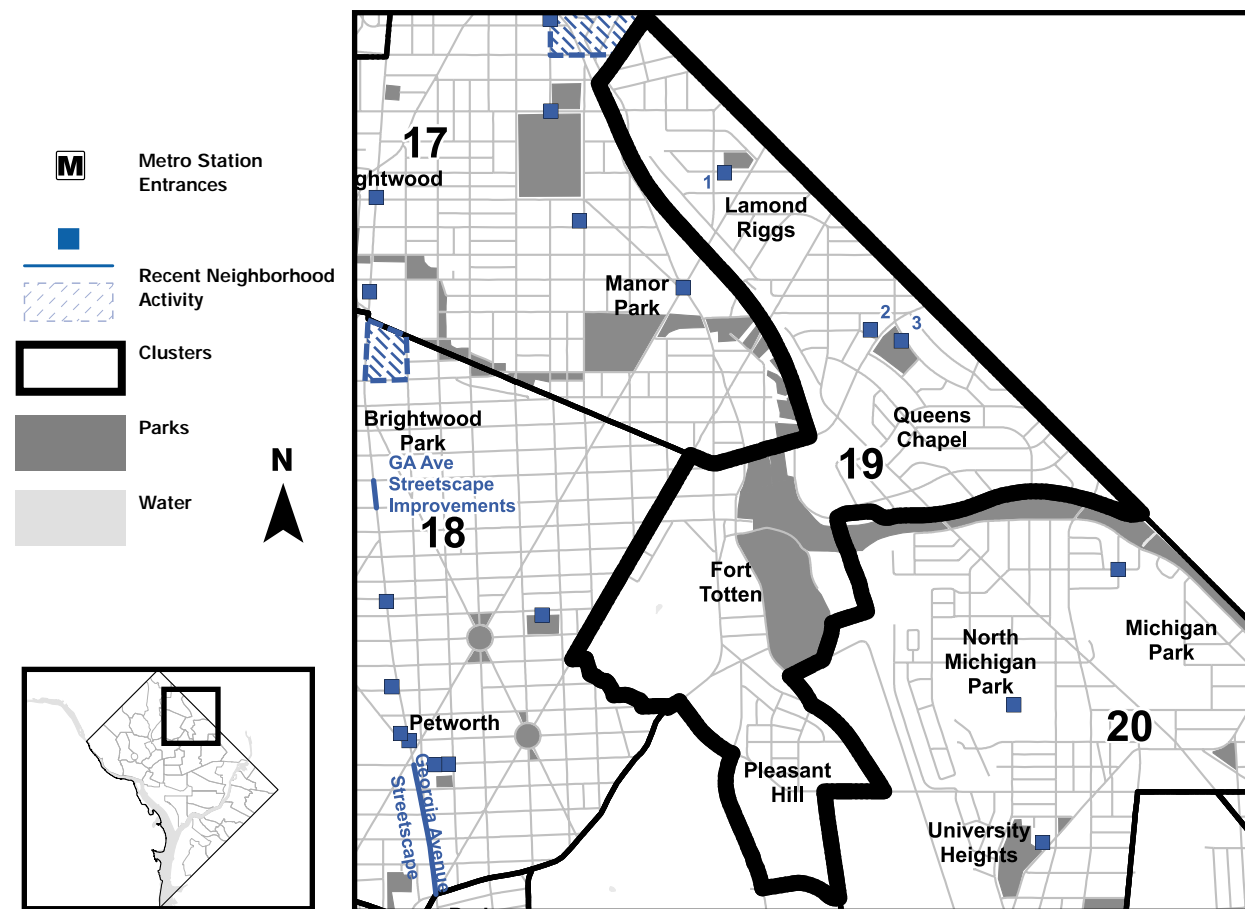 M
Metro Station
Entrances
Recent Neighborhood
Activity
Clusters
Parks
Water
N
17
ghtwood
1
Lamond
Riggs
Manor
Park
2
3
Queens
Chapel
19
Brightwood
Park
GA Ave
Streetscape
Improvements
18
Fort
Totten
North
Michigan
Park
Michigan
Park
20
Petworth
Georgia Avenue
Streetscape
Pleasant
Hill
University
Heights